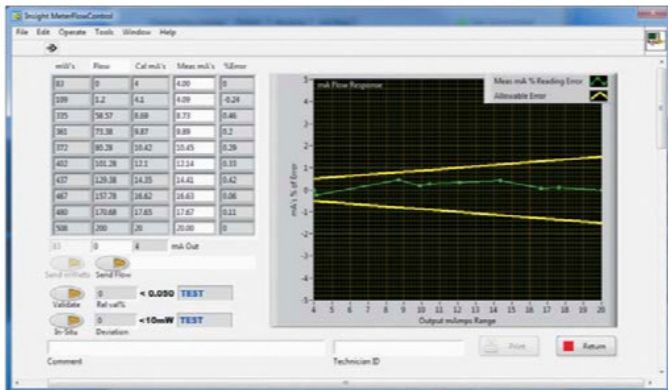 Insight MeterFlowControl
File Edit Operate Tools Window Help
mW's Flow Cal mA's Meas mA's %Error
83 0 4 4.00 0
109 1.2 4.1 4.09 -0.24
335 58.57 8.69 8.73 0.46
361 73.38 9.87 9.89 0.2
372 80.28 10.42 10.45 0.29
402 101.28 12.1 12.14 0.33
437 129.38 14.35 14.41 0.42
467 157.78 16.62 16.63 0.06
480 170.68 17.65 17.67 0.11
508 200 20 20.00 0
83 0 4 mA Out
Send mWatts Send Flow
0 < 0.050 TEST
Validate Rel val%
0 <10mW TEST
In-Situ Deviation
mA Flow Response
Meas mA % Reading Error
Allowable Error
mA's % of Error
5
4
3
2
1
0
-1
-2
-3
-4
-5
4 5 6 7 8 9 10 11 12 13 14 15 16 17 18 19 20
Output mAmps Range
Print Return
Comment Technician ID